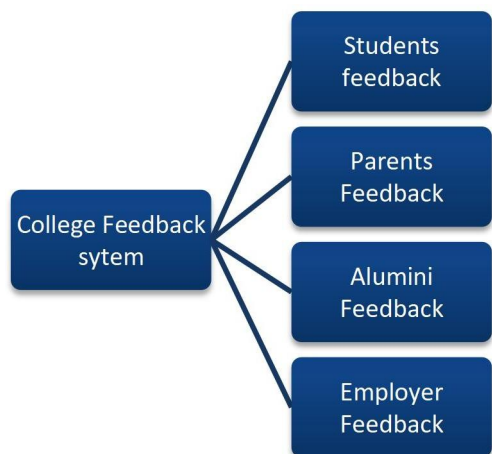 Students
feedback
Parents
Feedback
College Feedback
sytem
Alumini
Feedback
Employer
Feedback